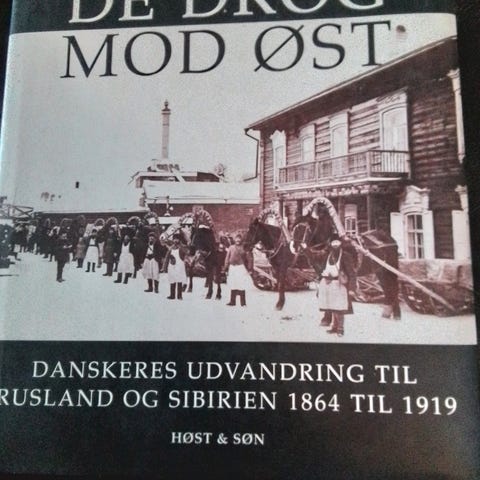 DE DROG
MOD ØST
DANSKERES UDVANDRING TIL
RUSLAND OG SIBIRIEN 1864 TIL 1919
HØST & SØN